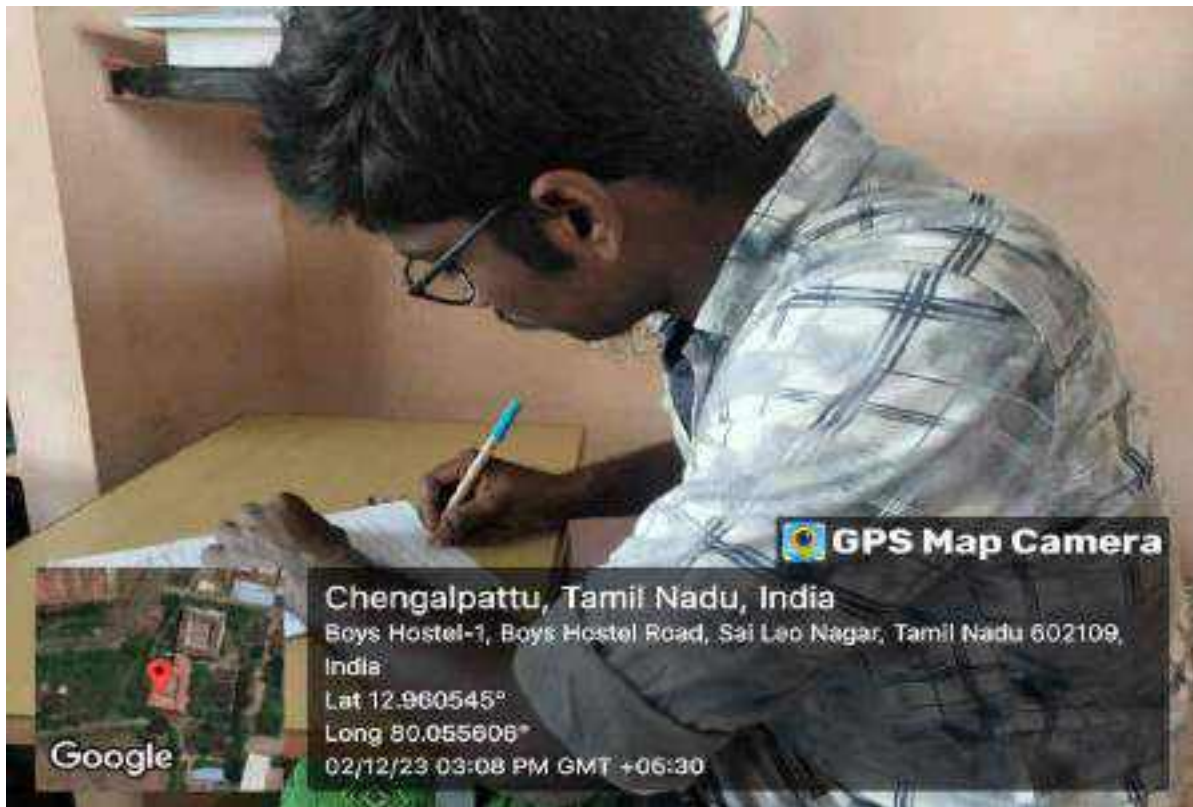 GPS Map Camera
Chengalpattu, Tamil Nadu, India
Boys Hostel-1, Boys Hostel Road, Sai Leo Nagar, Tamil Nadu 602109,
India
Lat 12.960545°
Long 80.055606°
02/12/23 03:08 PM GMT +05:30
Google